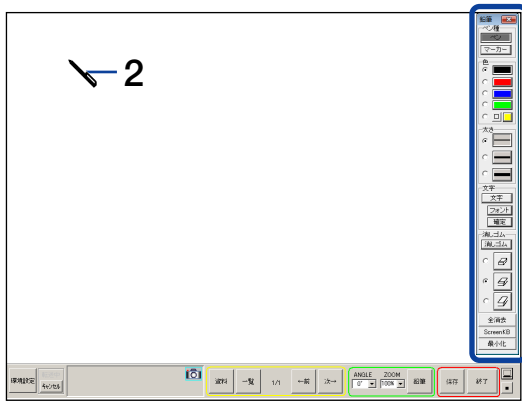 2
鉛筆
ペン種
ペン
マーカー
色
太さ
文字
文字
フォント
確定
消しゴム
消しゴム
全消去
ScreenKB
最小化
環境設定
キャンセル
資料
一覧
1/1
←前
次→
ANGLE ZOOM
0° 100%
鉛筆
保存
終了